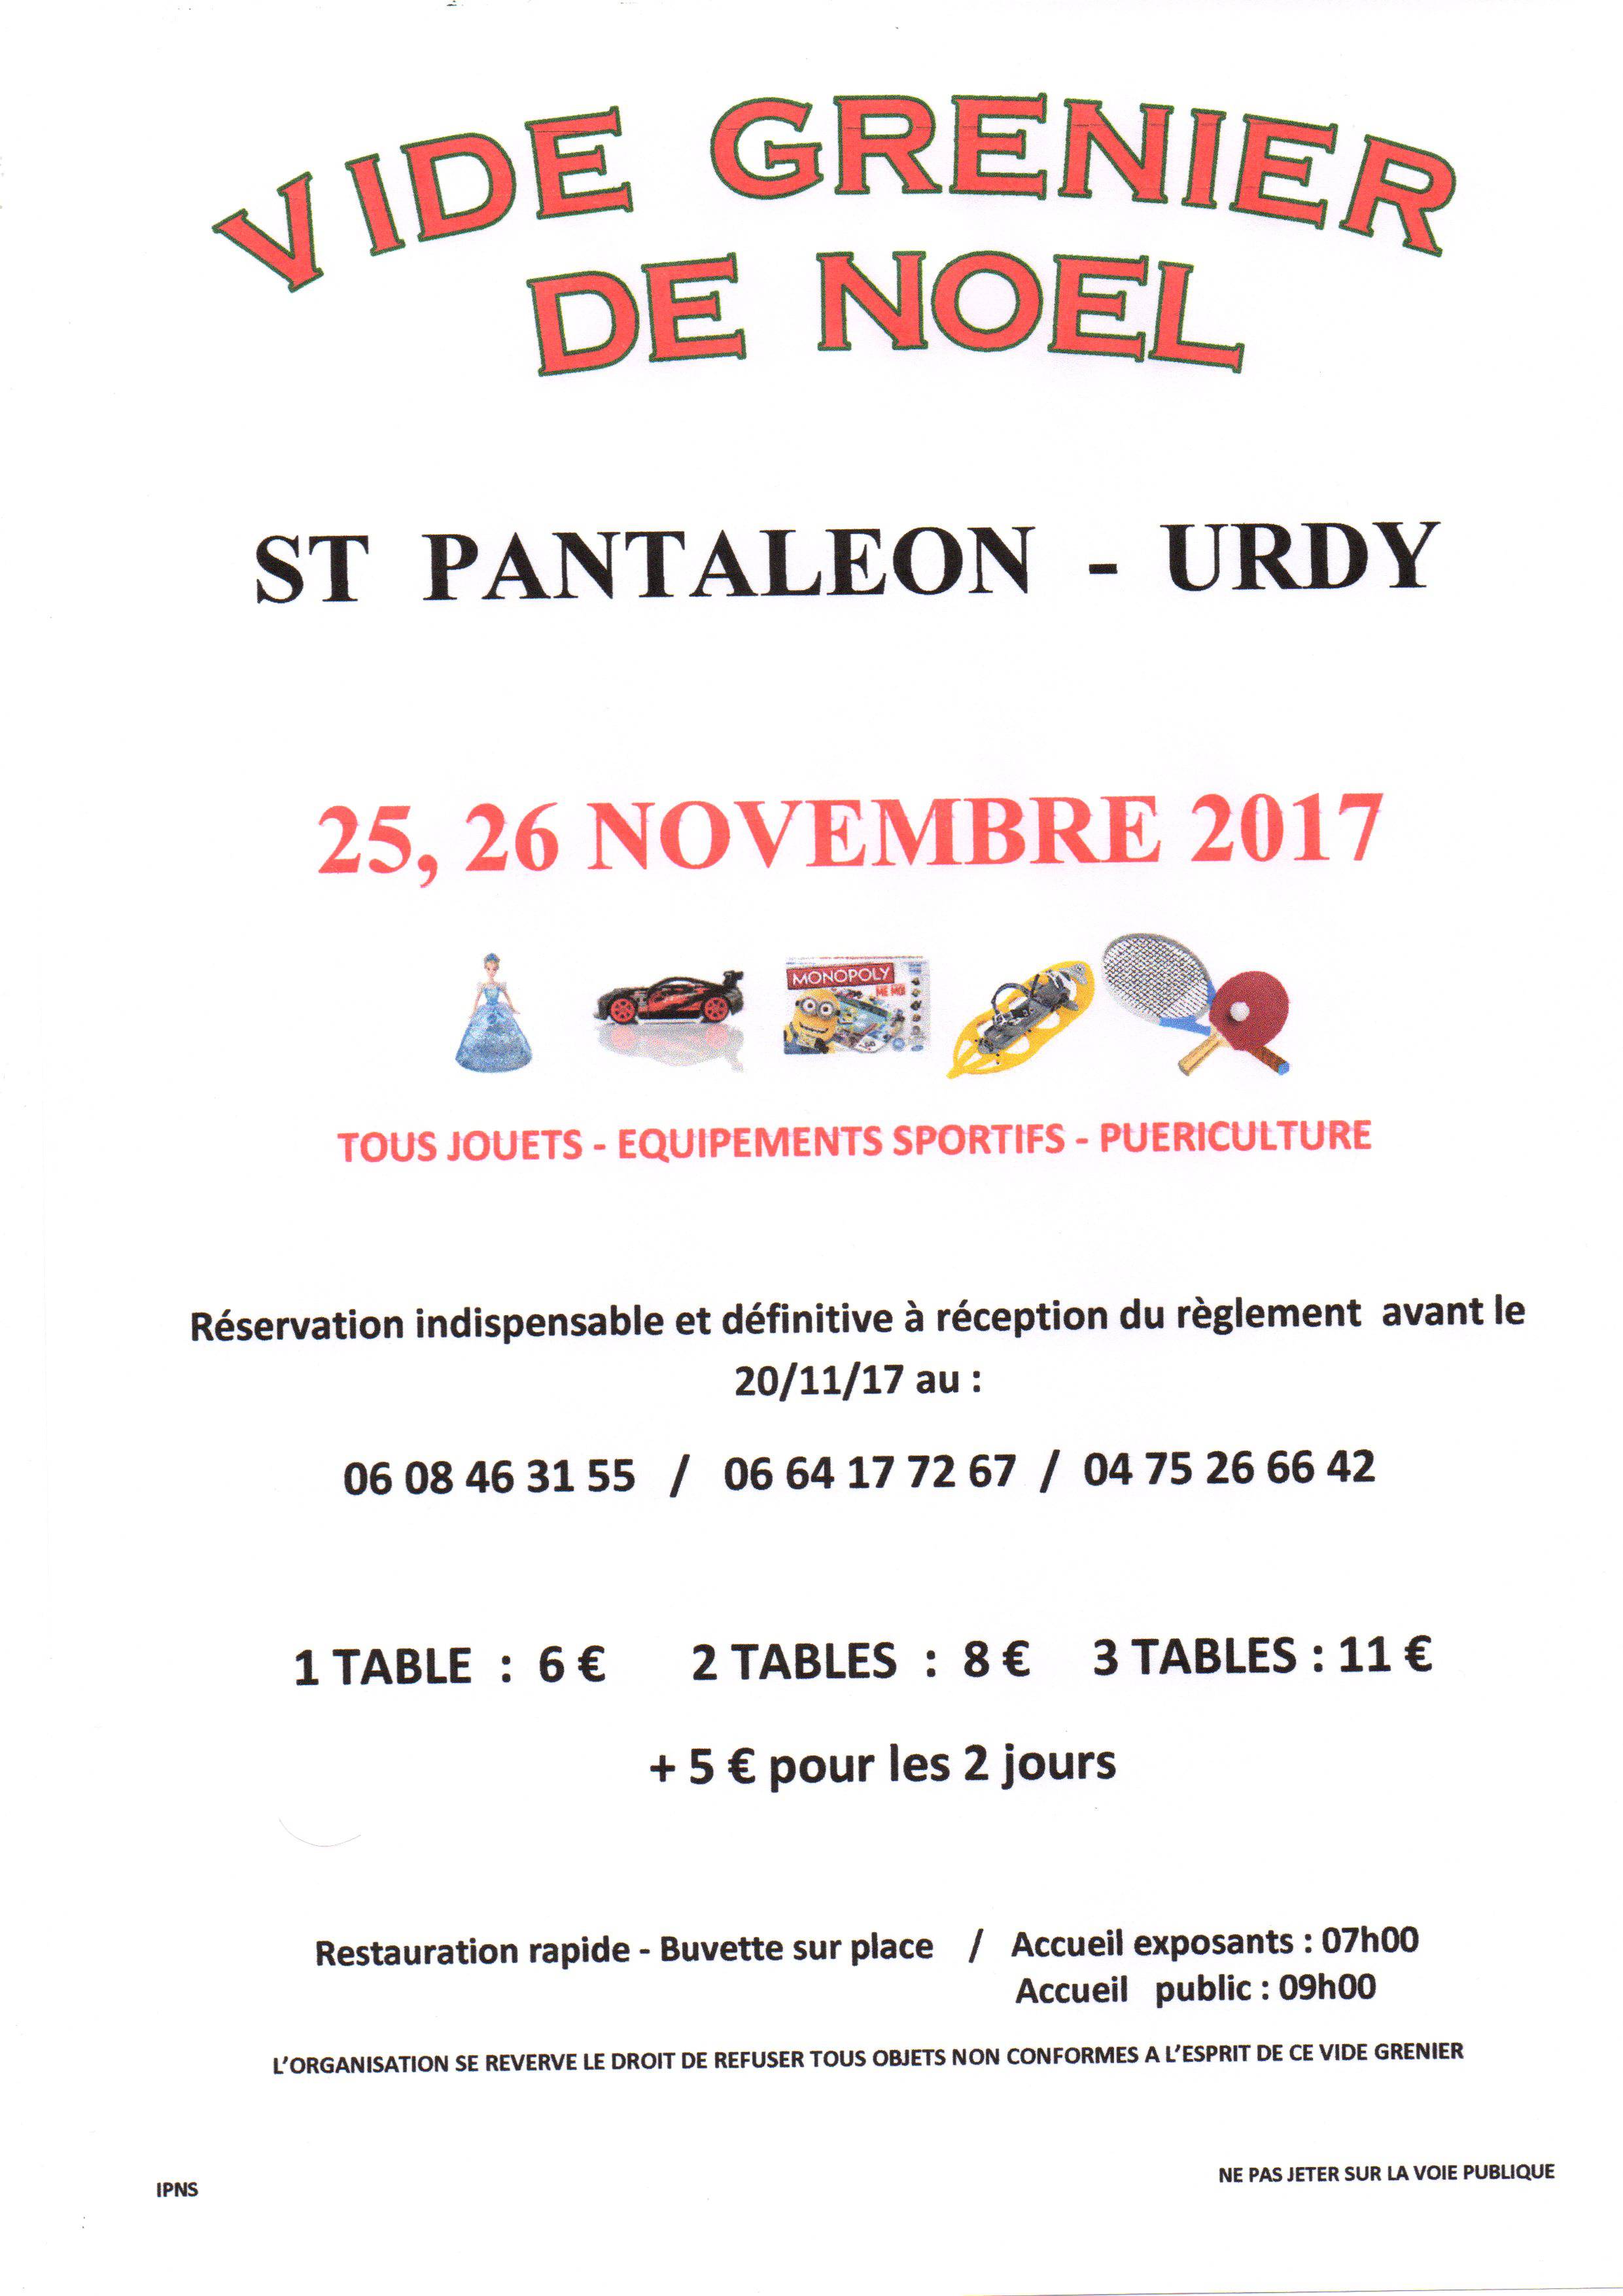 VIDE GRENIER
DE NOEL
ST PANTALEON - URDY
25, 26 NOVEMBRE 2017
MONOPOLY
TOUS JOUETS - EQUIPEMENTS SPORTIFS - PUERICULTURE
Réservation indispensable et définitive à réception du règlement avant le
20/11/17 au :
06 08 46 31 55 / 06 64 17 72 67 / 04 75 26 66 42
1 TABLE : 6 € 2 TABLES : 8 € 3 TABLES : 11 €
+ 5 € pour les 2 jours
Restauration rapide - Buvette sur place / Accueil exposants : 07h00
Accueil public : 09h00
L'ORGANISATION SE REVERVE LE DROIT DE REFUSER TOUS OBJETS NON CONFORMES A L'ESPRIT DE CE VIDE GRENIER
IPNS
NE PAS JETER SUR LA VOIE PUBLIQUE